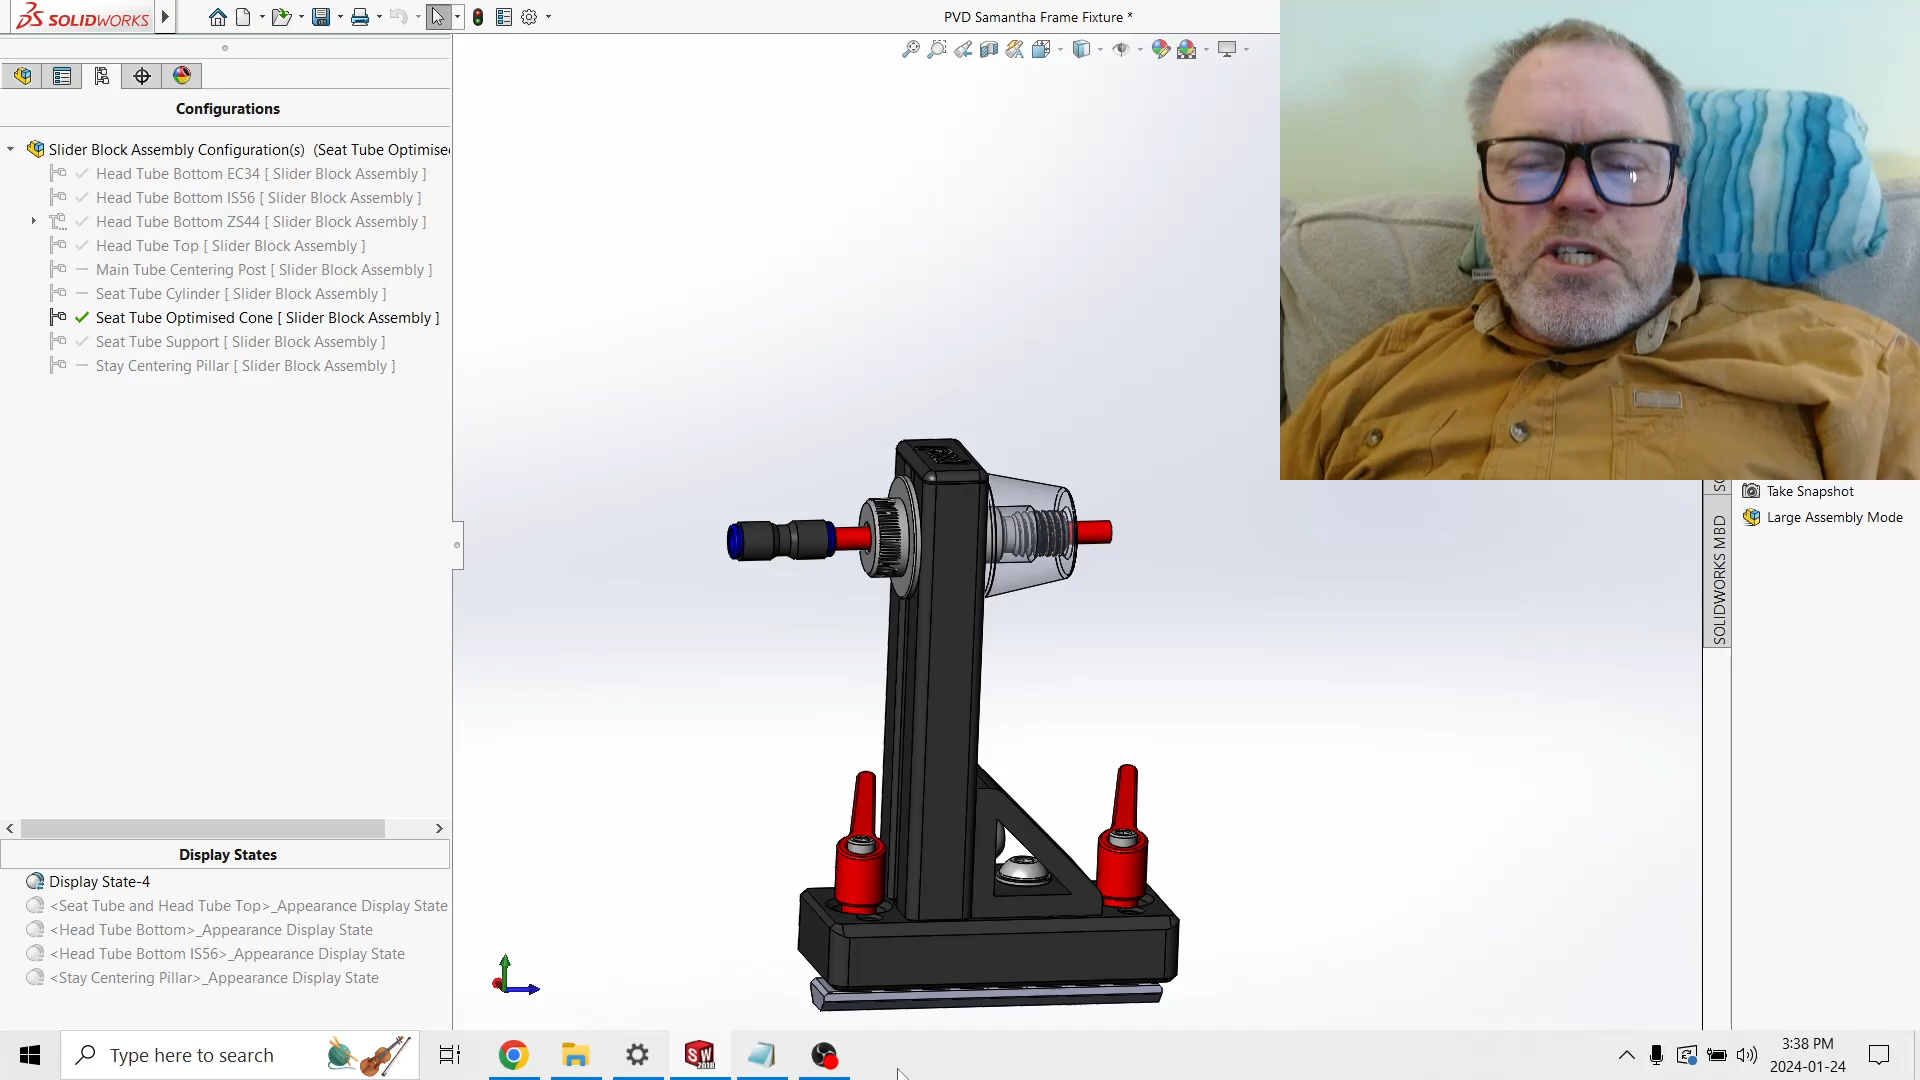 SOLIDWORKS
PVD Samantha Frame Fixture *
Configurations
Slider Block Assembly Configuration(s) (Seat Tube Optimise
Head Tube Bottom EC34 [ Slider Block Assembly ]
Head Tube Bottom IS56 [ Slider Block Assembly ]
Head Tube Bottom ZS44 [ Slider Block Assembly ]
Head Tube Top [ Slider Block Assembly ]
Main Tube Centering Post [ Slider Block Assembly ]
Seat Tube Cylinder [ Slider Block Assembly ]
Seat Tube Optimised Cone [ Slider Block Assembly ]
Seat Tube Support [ Slider Block Assembly ]
Stay Centering Pillar [ Slider Block Assembly ]
Take Snapshot
Large Assembly Mode
SOLIDWORKS MBD
Display States
Display State-4
<Seat Tube and Head Tube Top>_Appearance Display State
<Head Tube Bottom>_Appearance Display State
<Head Tube Bottom IS56>_Appearance Display State
<Stay Centering Pillar>_Appearance Display State
Type here to search
SW
2018
3:38 PM
2024-01-24